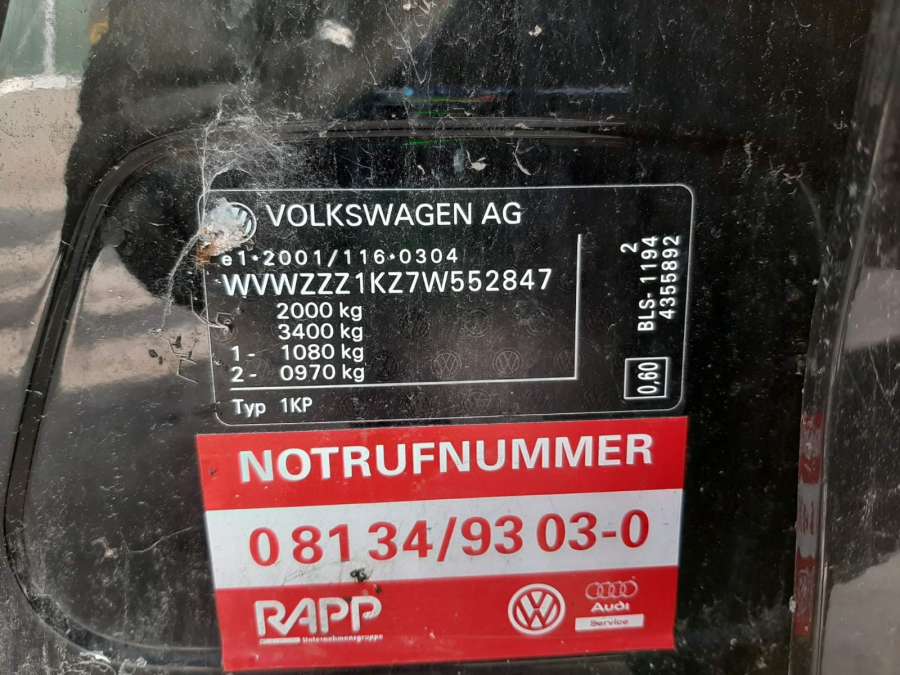 VOLKSWAGEN AG
e1*2001/116*0304
WVWZZZ1KZ7W552847
2000 kg
3400 kg
1- 1080 kg
2- 0970 kg
Typ 1KP
2
BLS- 1194
4355892
0,60
NOTRUFNUMMER
0 81 34/93 03-0
RAPP
Unternehmensgruppe
Audi
Service